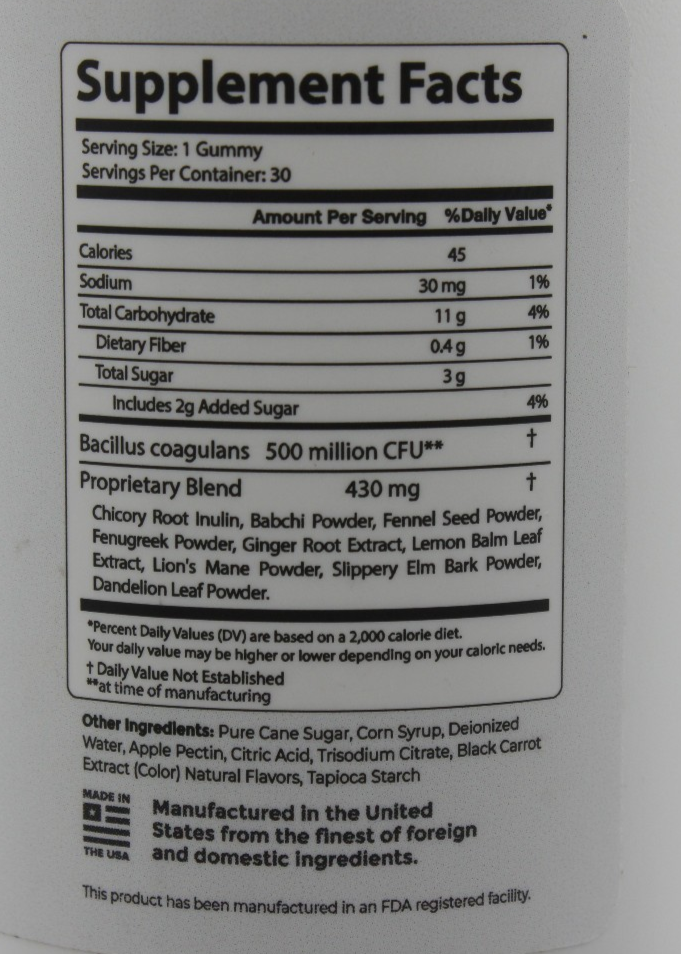 Supplement Facts
Serving Size: 1 Gummy
Servings Per Container: 30
Amount Per Serving %Daily Value*
Calories 45
Sodium 30 mg 1%
Total Carbohydrate 11 g 4%
Dietary Fiber 0.4 g 1%
Total Sugar 3 g
Includes 2g Added Sugar 4%
Bacillus coagulans 500 million CFU** †
Proprietary Blend 430 mg †
Chicory Root Inulin, Babchi Powder, Fennel Seed Powder,
Fenugreek Powder, Ginger Root Extract, Lemon Balm Leaf
Extract, Lion's Mane Powder, Slippery Elm Bark Powder,
Dandelion Leaf Powder.
*Percent Daily Values (DV) are based on a 2,000 calorie diet.
Your daily value may be higher or lower depending on your caloric needs.
† Daily Value Not Established
**at time of manufacturing
Other Ingredients: Pure Cane Sugar, Corn Syrup, Deionized
Water, Apple Pectin, Citric Acid, Trisodium Citrate, Black Carrot
Extract (Color) Natural Flavors, Tapioca Starch
MADE IN
THE USA
Manufactured in the United
States from the finest of foreign
and domestic ingredients.
This product has been manufactured in an FDA registered facility.